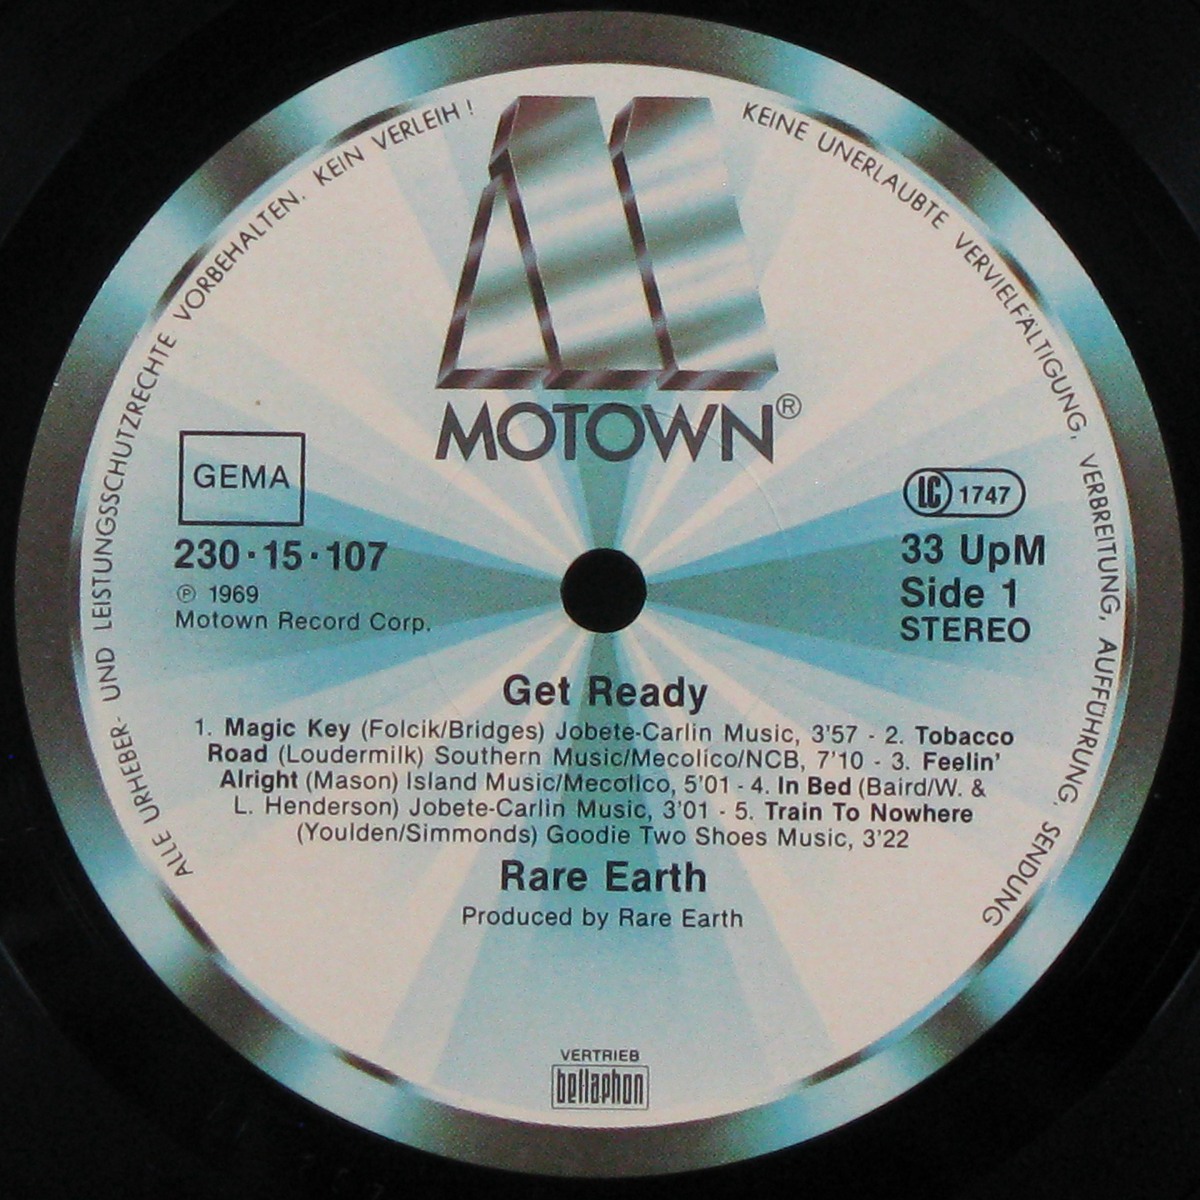 ALLE URHEBER- UND LEISTUNGSSCHUTZRECHTE VORBEHALTEN. KEIN VERLEIH !
KEINE UNERLAUBTE VERVIELFÄLTIGUNG, VERBREITUNG, AUFFÜHRUNG, SENDUNG
MOTOWN®
GEMA
230·15·107
℗ 1969
Motown Record Corp.
LC 1747
33 UpM
Side 1
STEREO
Get Ready
1. Magic Key (Folcik/Bridges) Jobete-Carlin Music, 3'57 - 2. Tobacco
Road (Loudermilk) Southern Music/Mecolico/NCB, 7'10 - 3. Feelin'
Alright (Mason) Island Music/Mecolico, 5'01 - 4. In Bed (Baird/W. &
L. Henderson) Jobete-Carlin Music, 3'01 - 5. Train To Nowhere
(Youlden/Simmonds) Goodie Two Shoes Music, 3'22
Rare Earth
Produced by Rare Earth
VERTRIEB
bellaphon